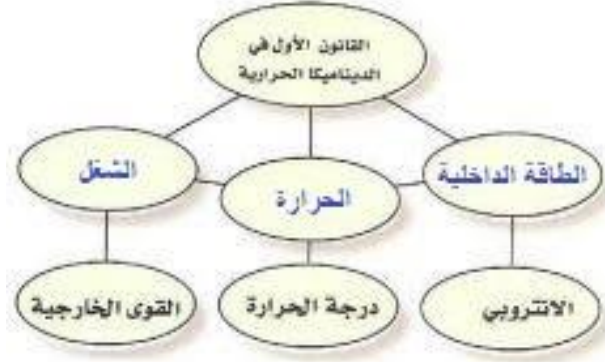 القانون الأول في
الديناميكا الحرارية
الطاقة الداخلية
الحرارة
الشغل
الانتروبي
درجة الحرارة
القوى الخارجية